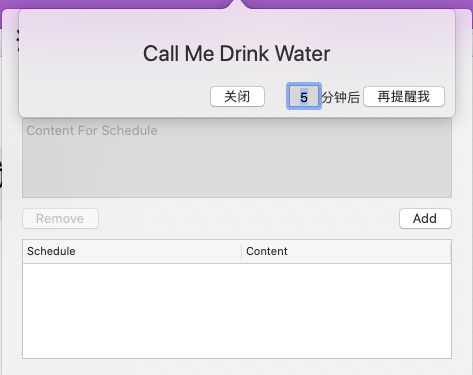 Call Me Drink Water
关闭 5 分钟后 再提醒我
Content For Schedule
Remove Add
Schedule Content